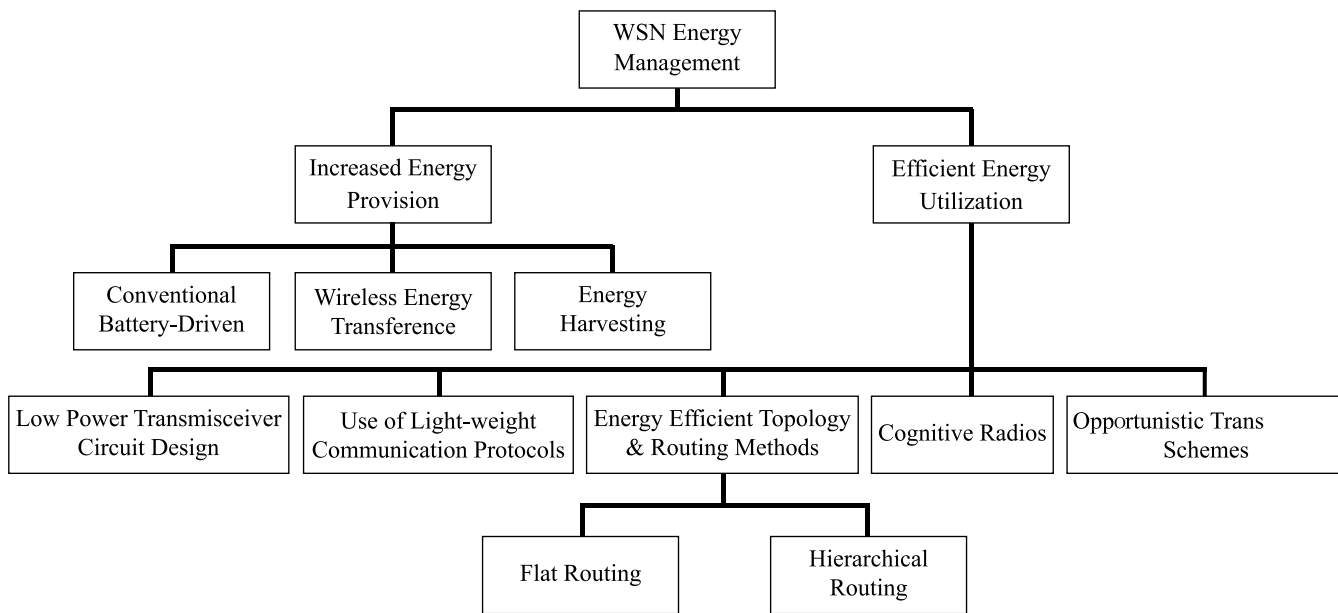 WSN Energy
Management
Increased Energy
Provision
Efficient Energy
Utilization
Conventional
Battery-Driven
Wireless Energy
Transference
Energy
Harvesting
Low Power Transmisceiver
Circuit Design
Use of Light-weight
Communication Protocols
Energy Efficient Topology
& Routing Methods
Cognitive Radios
Opportunistic Trans
Schemes
Flat Routing
Hierarchical
Routing